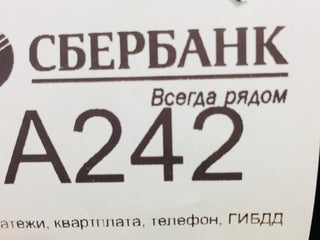 СБЕРБАНК
Всегда рядом
А242
атежи, квартплата, телефон, ГИБДД